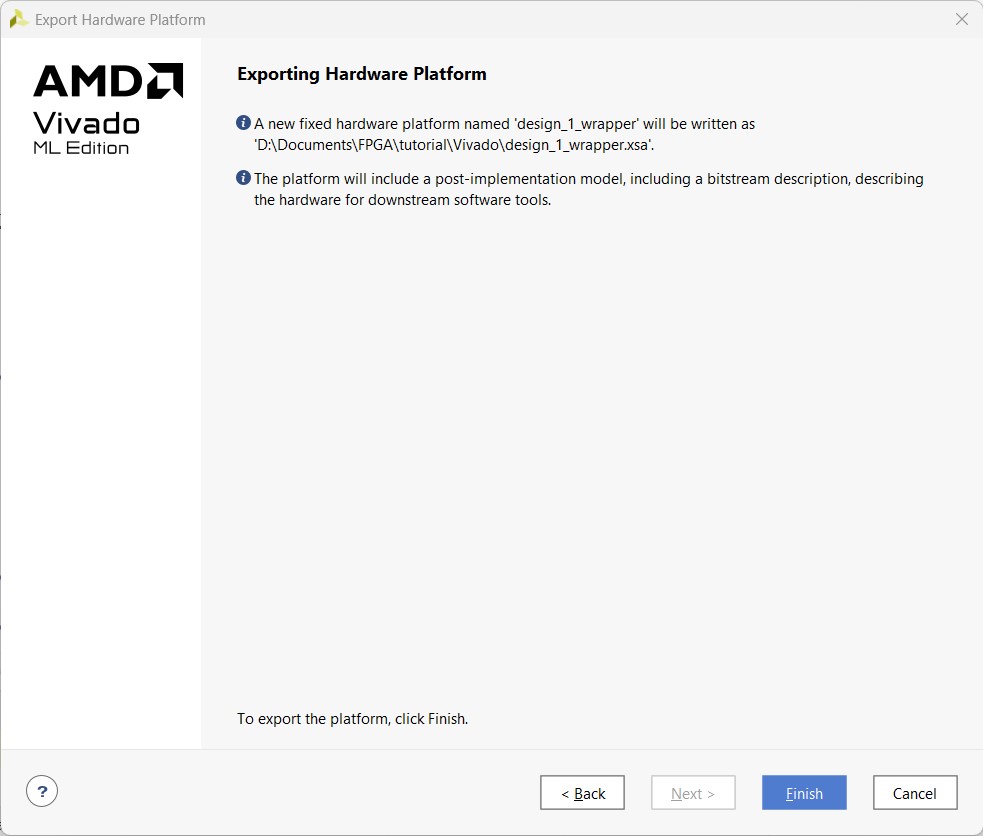 Export Hardware Platform
AMD
Vivado
ML Edition
Exporting Hardware Platform
A new fixed hardware platform named 'design_1_wrapper' will be written as
'D:\Documents\FPGA\tutorial\Vivado\design_1_wrapper.xsa'.
The platform will include a post-implementation model, including a bitstream description, describing
the hardware for downstream software tools.
To export the platform, click Finish.
?
< Back
Next >
Finish
Cancel